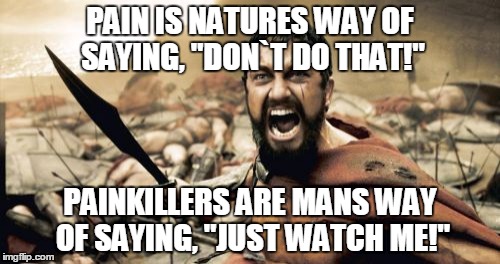 PAIN IS NATURES WAY OF
SAYING, "DON`T DO THAT!"
PAINKILLERS ARE MANS WAY
OF SAYING, "JUST WATCH ME!"
imgflip.com